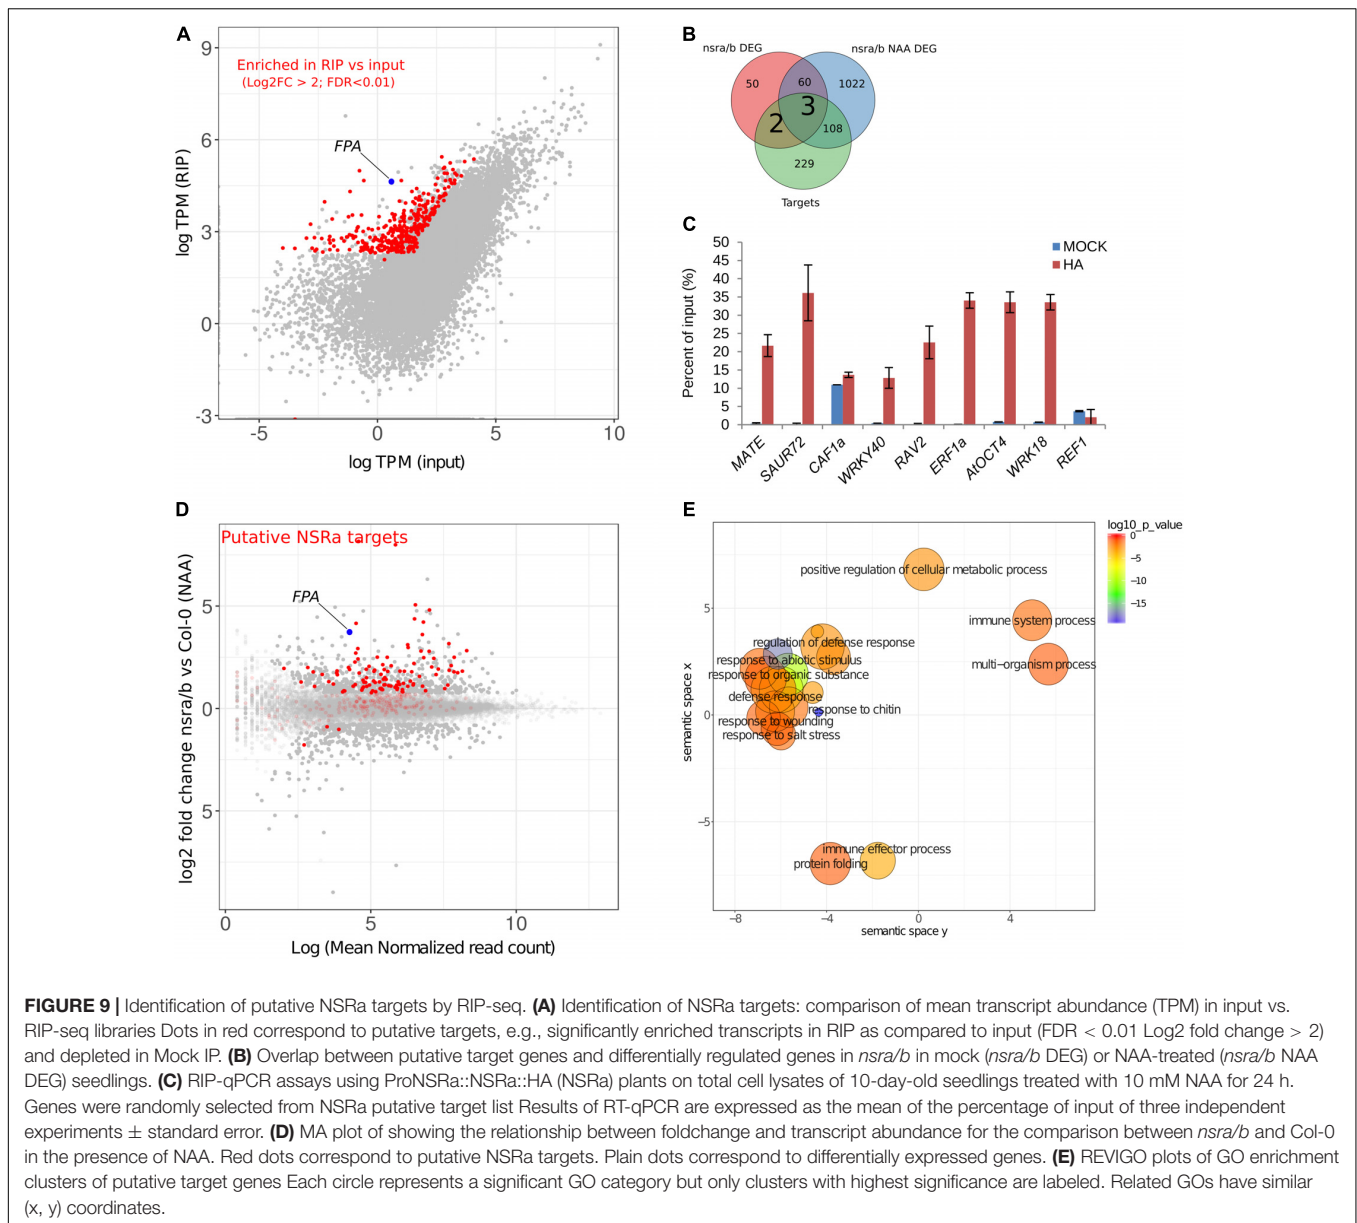 A
Enriched in RIP vs input
(Log2FC > 2; FDR<0.01)
FPA
log TPM (RIP)
9
6
3
0
-3
-5
0
5
10
log TPM (input)
B
nsra/b DEG
nsra/b NAA DEG
50
60
1022
3
2
108
229
Targets
C
MOCK
HA
Percent of input (%)
50
45
40
35
30
25
20
15
10
5
0
MATE
SAUR72
CAF1a
WRKY40
RAV2
ERF1a
AtOCT4
WRK18
REF1
D
Putative NSRa targets
FPA
log2 fold change nsra/b vs Col-0 (NAA)
5
0
5
0
5
10
Log (Mean Normalized read count)
E
log10_p_value
0
−5
−10
−15
positive regulation of cellular metabolic process
immune system process
multi−organism process
regulation of defense response
response to abiotic stimulus
response to organic substance
defense response
response to chitin
response to wounding
response to salt stress
immune effector process
protein folding
semantic space x
5
0
−5
−8
−4
0
4
semantic space y
FIGURE 9 | Identification of putative NSRa targets by RIP-seq. (A) Identification of NSRa targets: comparison of mean transcript abundance (TPM) in input vs.
RIP-seq libraries Dots in red correspond to putative targets, e.g., significantly enriched transcripts in RIP as compared to input (FDR < 0.01 Log2 fold change > 2)
and depleted in Mock IP. (B) Overlap between putative target genes and differentially regulated genes in nsra/b in mock (nsra/b DEG) or NAA-treated (nsra/b NAA
DEG) seedlings. (C) RIP-qPCR assays using ProNSRa::NSRa::HA (NSRa) plants on total cell lysates of 10-day-old seedlings treated with 10 mM NAA for 24 h.
Genes were randomly selected from NSRa putative target list Results of RT-qPCR are expressed as the mean of the percentage of input of three independent
experiments ± standard error. (D) MA plot of showing the relationship between foldchange and transcript abundance for the comparison between nsra/b and Col-0
in the presence of NAA. Red dots correspond to putative NSRa targets. Plain dots correspond to differentially expressed genes. (E) REVIGO plots of GO enrichment
clusters of putative target genes Each circle represents a significant GO category but only clusters with highest significance are labeled. Related GOs have similar
(x, y) coordinates.